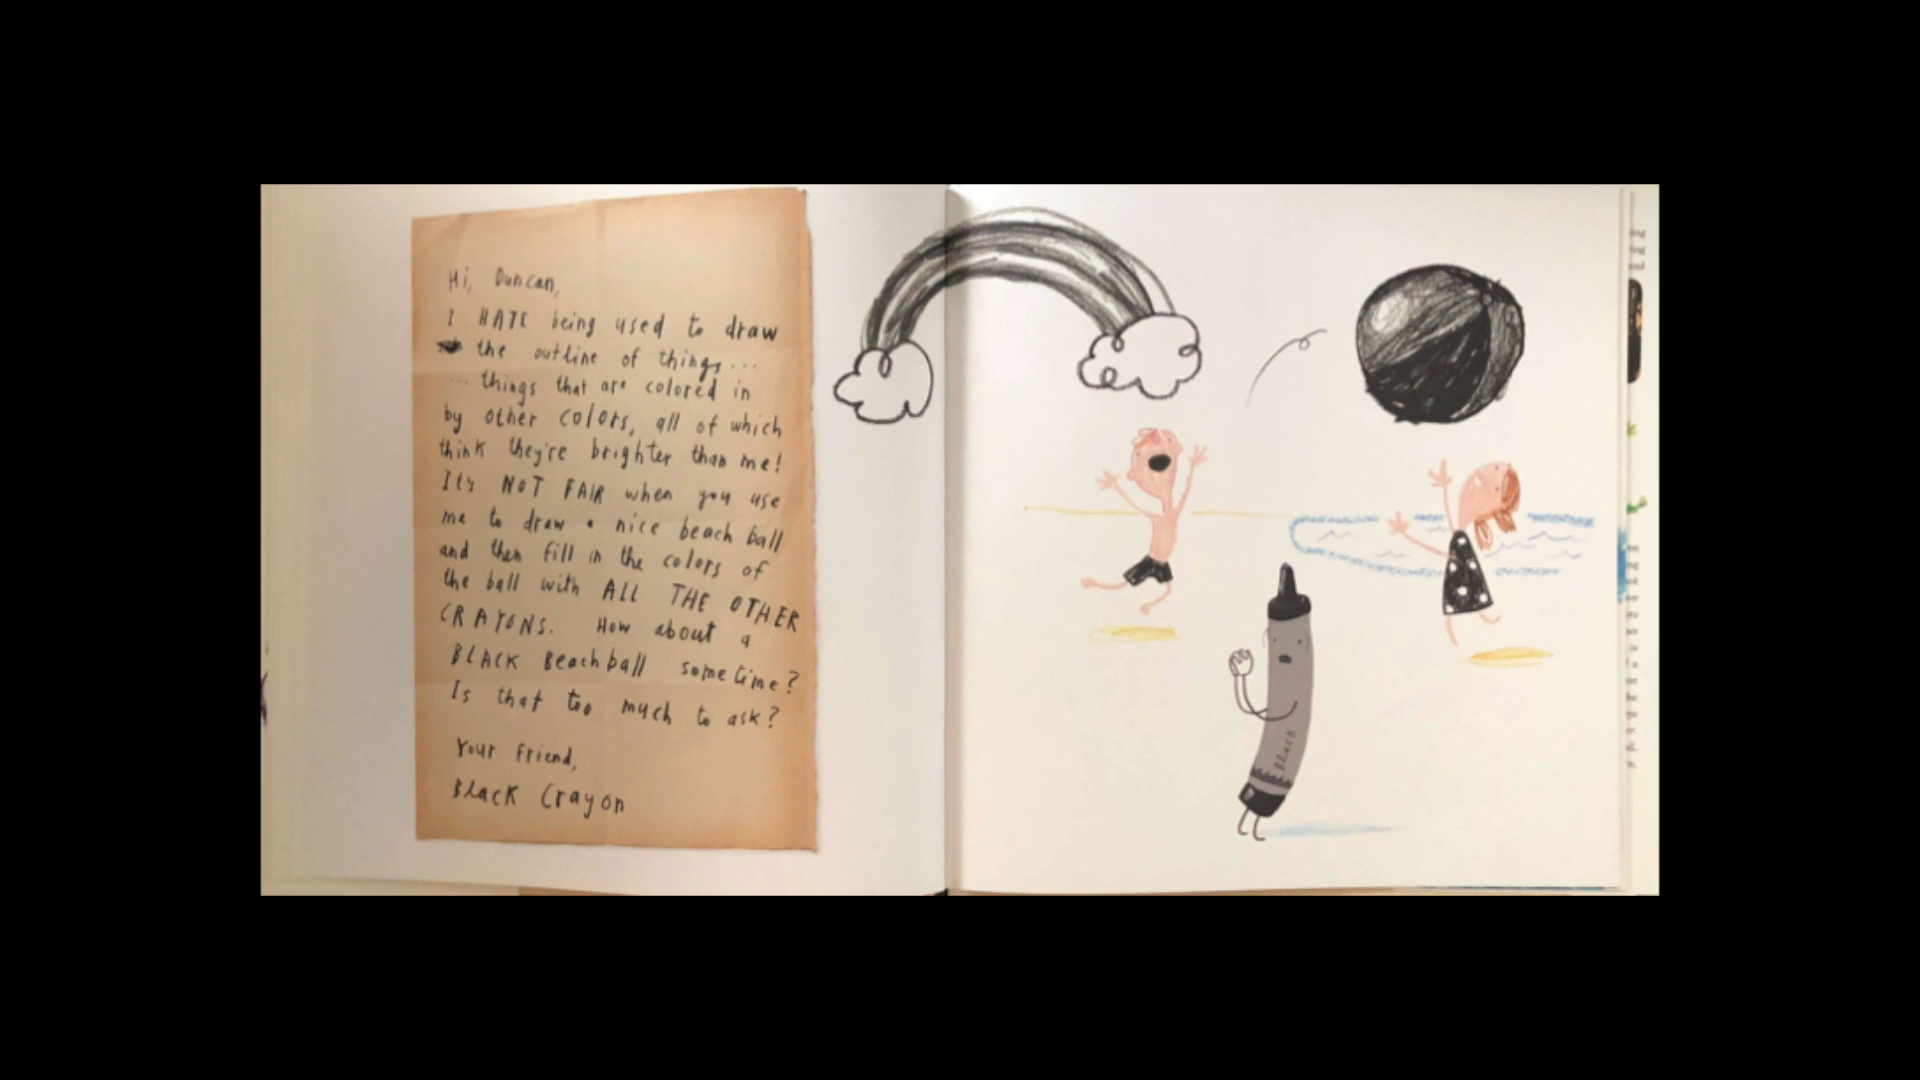 Hi, Duncan,
I HATE being used to draw
the outline of things...
...things that are colored in
by other colors, all of which
think they're brighter than me!
It's NOT FAIR when you use
me to draw a nice beach ball
and then fill in the colors of
the ball with ALL THE OTHER
CRAYONS. How about a
BLACK Beach ball sometime?
Is that too much to ask?
Your friend,
Black Crayon
Black